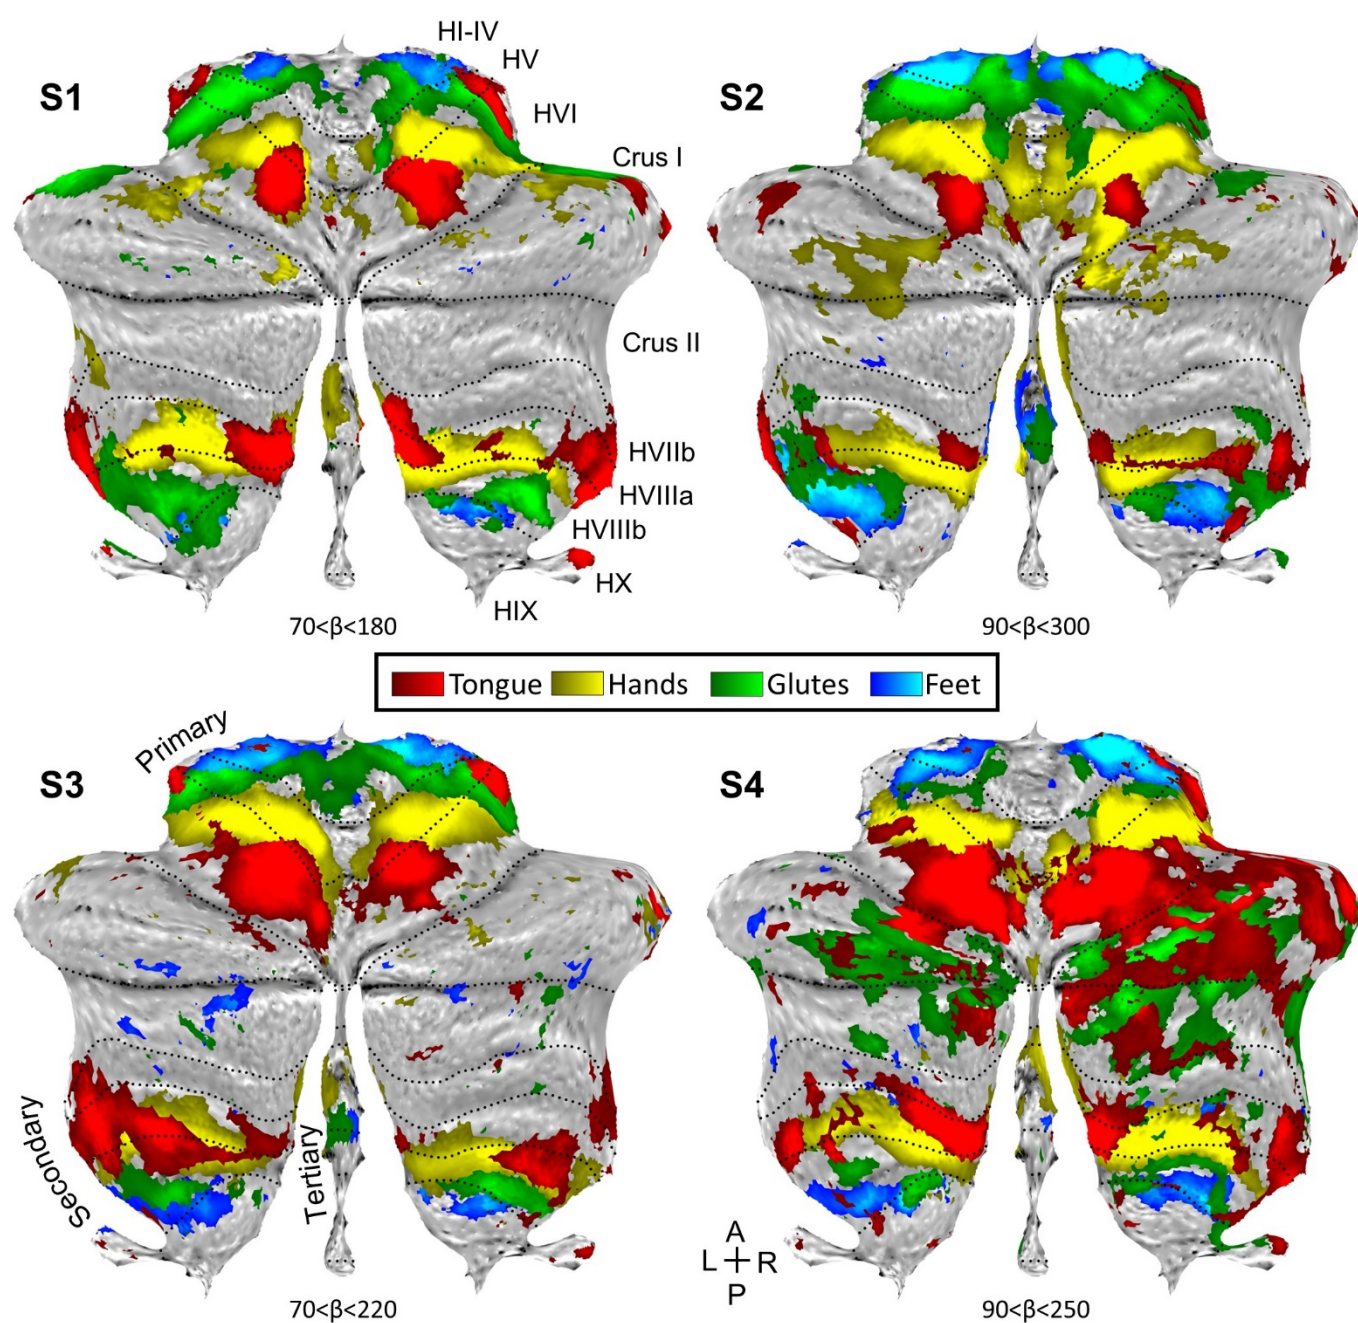 S1
HI-IV
HV
HVI
Crus I
Crus II
HVIIb
HVIIIa
HVIIIb
HX
HIX
70<β<180
S2
90<β<300
Tongue Hands Glutes Feet
S3
Primary
Secondary
Tertiary
70<β<220
S4
A
L R
P
90<β<250